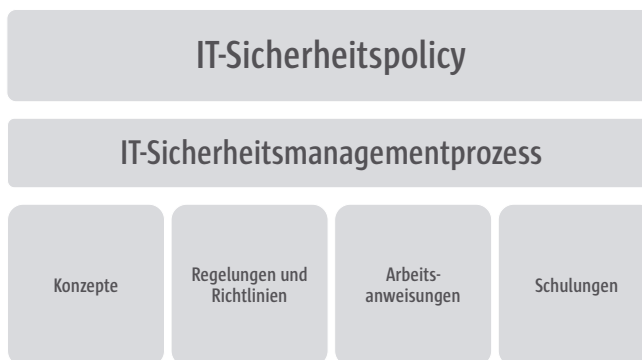 IT-Sicherheitspolicy
IT-Sicherheitsmanagementprozess
Konzepte
Regelungen und
Richtlinien
Arbeits-
anweisungen
Schulungen